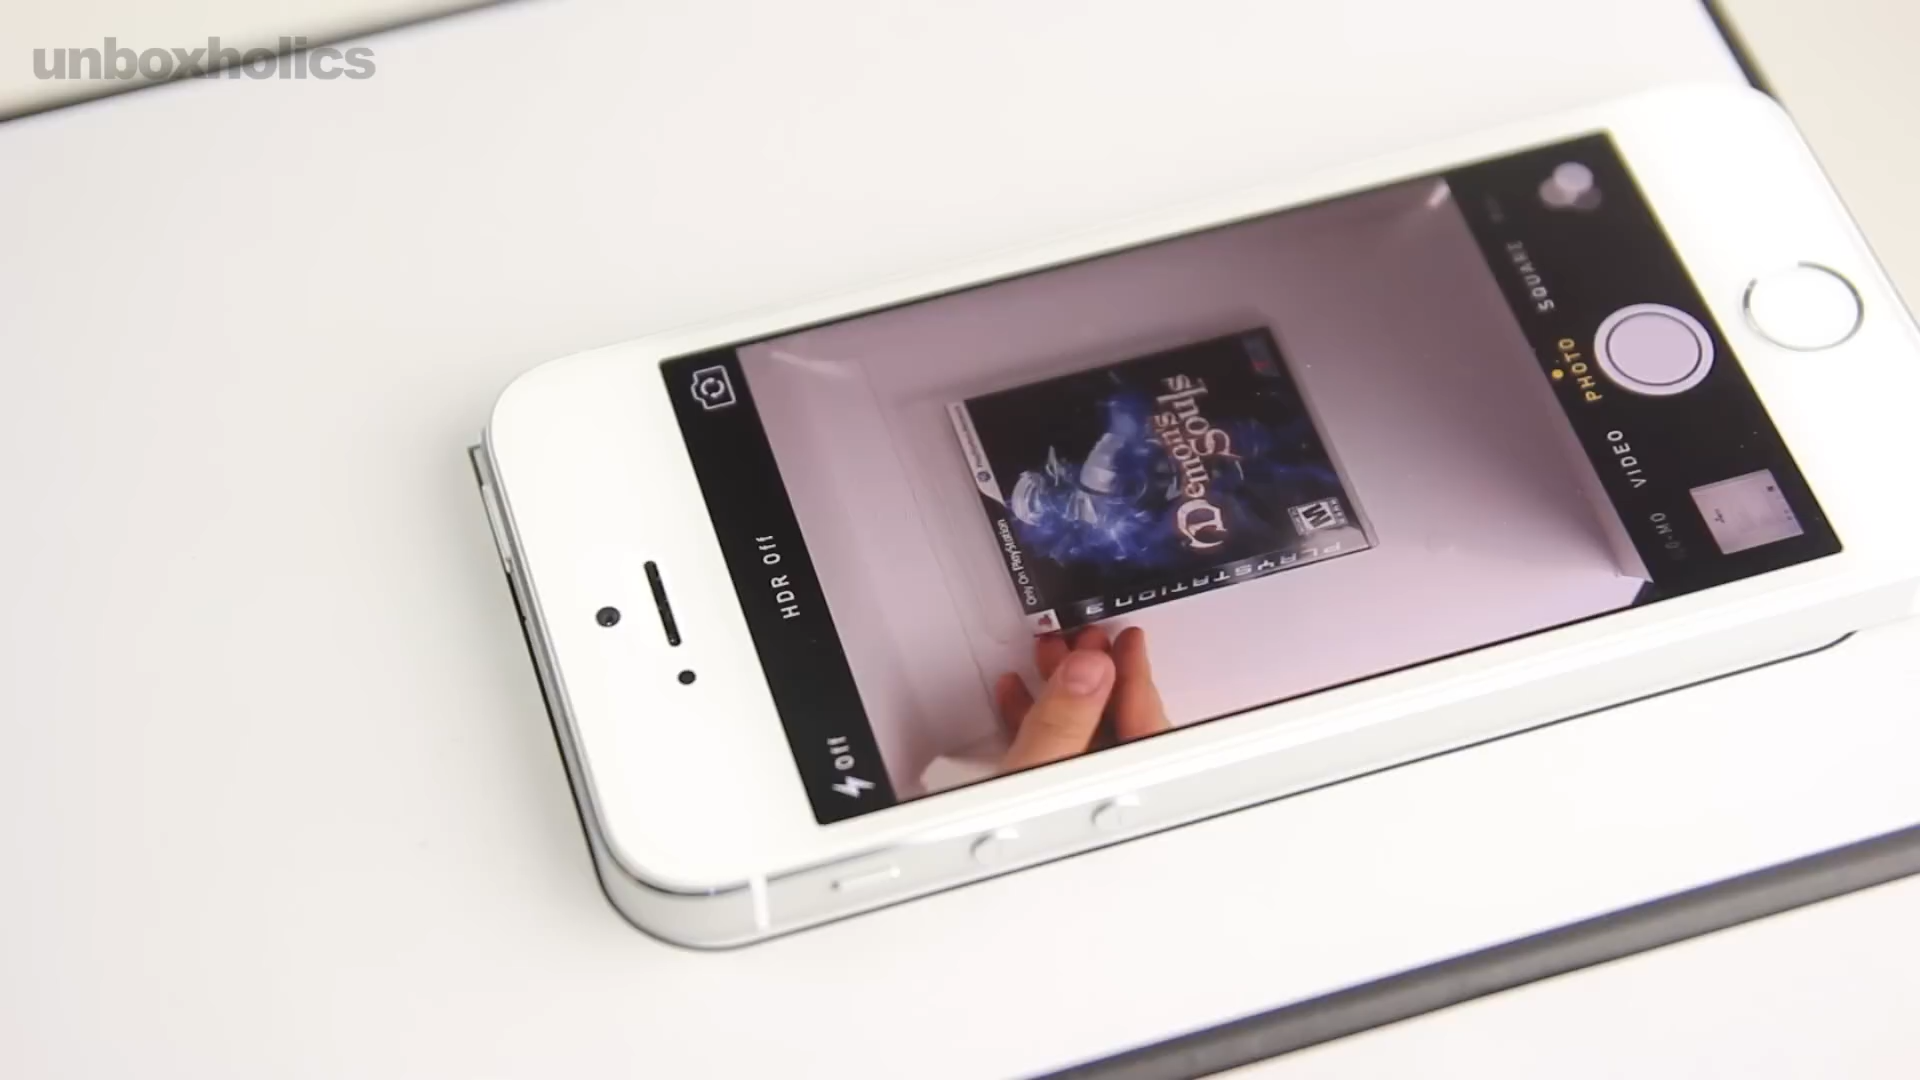 unboxholics
HDR Off
Off
Only On PlayStation
Demon's
Souls
M
PLAYSTATION 3
SQUARE
PHOTO
VIDEO